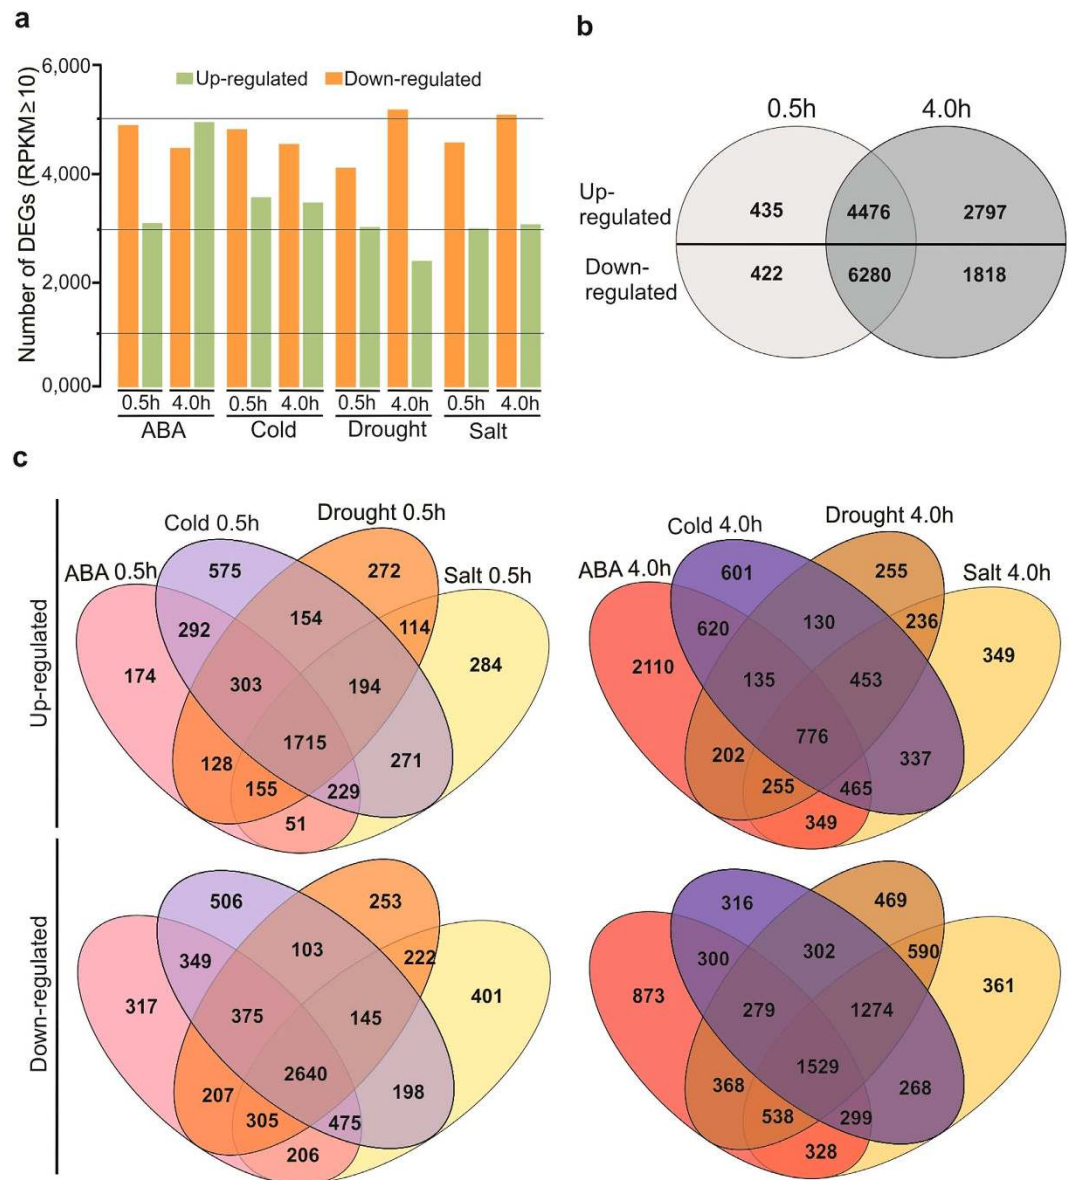 a
Number of DEGs (RPKM≥10)
6,000
4,000
2,000
0,000
Up-regulated
Down-regulated
0.5h 4.0h 0.5h 4.0h 0.5h 4.0h 0.5h 4.0h
ABA Cold Drought Salt
b
0.5h 4.0h
Up-
regulated
435 4476 2797
Down-
regulated
422 6280 1818
c
Up-regulated
ABA 0.5h
Cold 0.5h
Drought 0.5h
Salt 0.5h
575 272
292 154 114
174 303 194 284
1715
128 271
155 229
51
ABA 4.0h
Cold 4.0h
Drought 4.0h
Salt 4.0h
601 255
620 130 236
2110 135 453 349
776
202 337
255 465
349
Down-regulated
506 253
349 103 222
317 375 145 401
2640
207 198
305 475
206
316 469
300 302 590
873 279 1274 361
1529
368 268
538 299
328